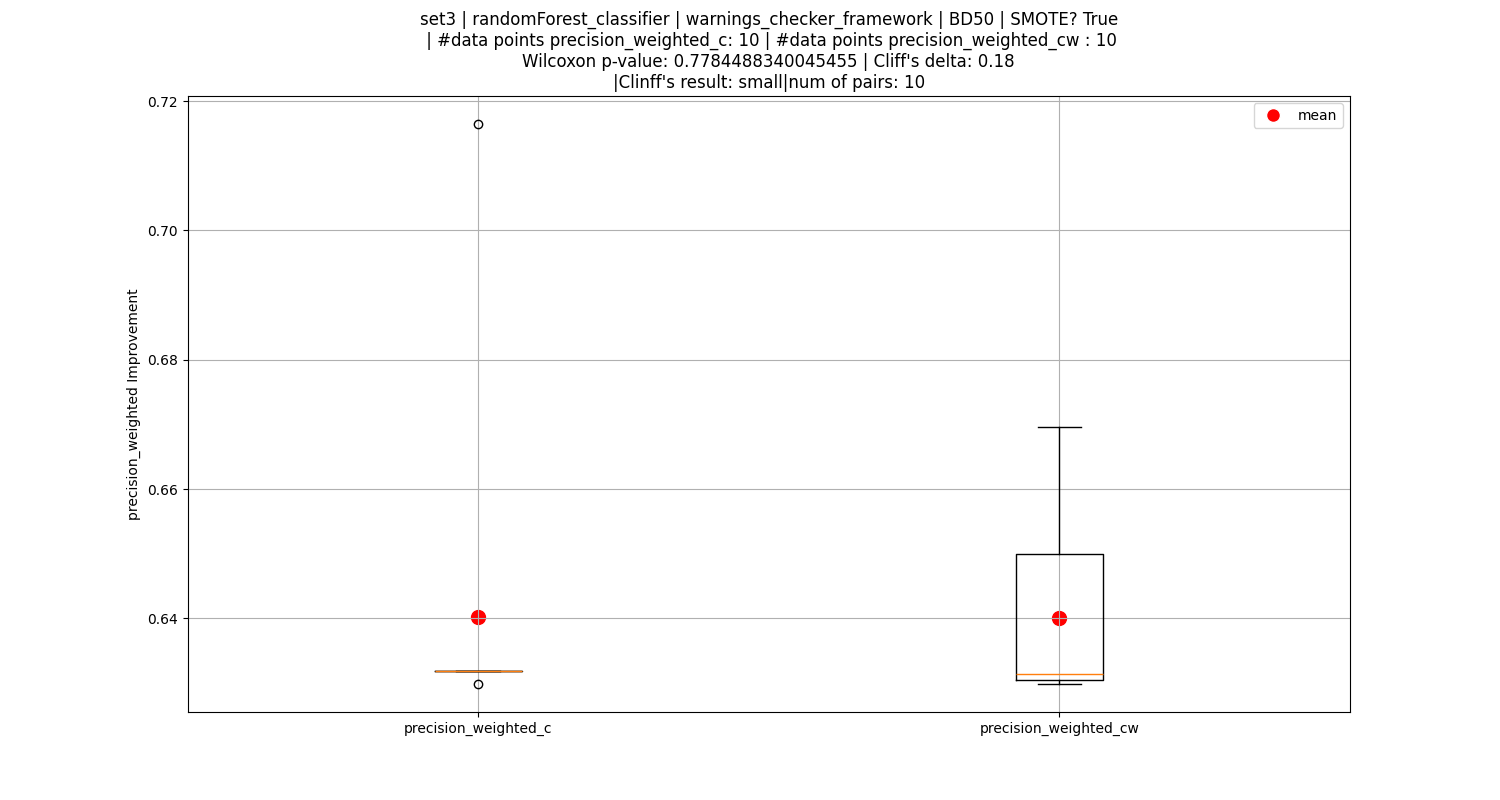 set3 | randomForest_classifier | warnings_checker_framework | BD50 | SMOTE? True
| #data points precision_weighted_c: 10 | #data points precision_weighted_cw : 10
Wilcoxon p-value: 0.7784488340045455 | Cliff's delta: 0.18
|Clinff's result: small|num of pairs: 10
mean
precision_weighted Improvement
0.72
0.70
0.68
0.66
0.64
precision_weighted_c
precision_weighted_cw